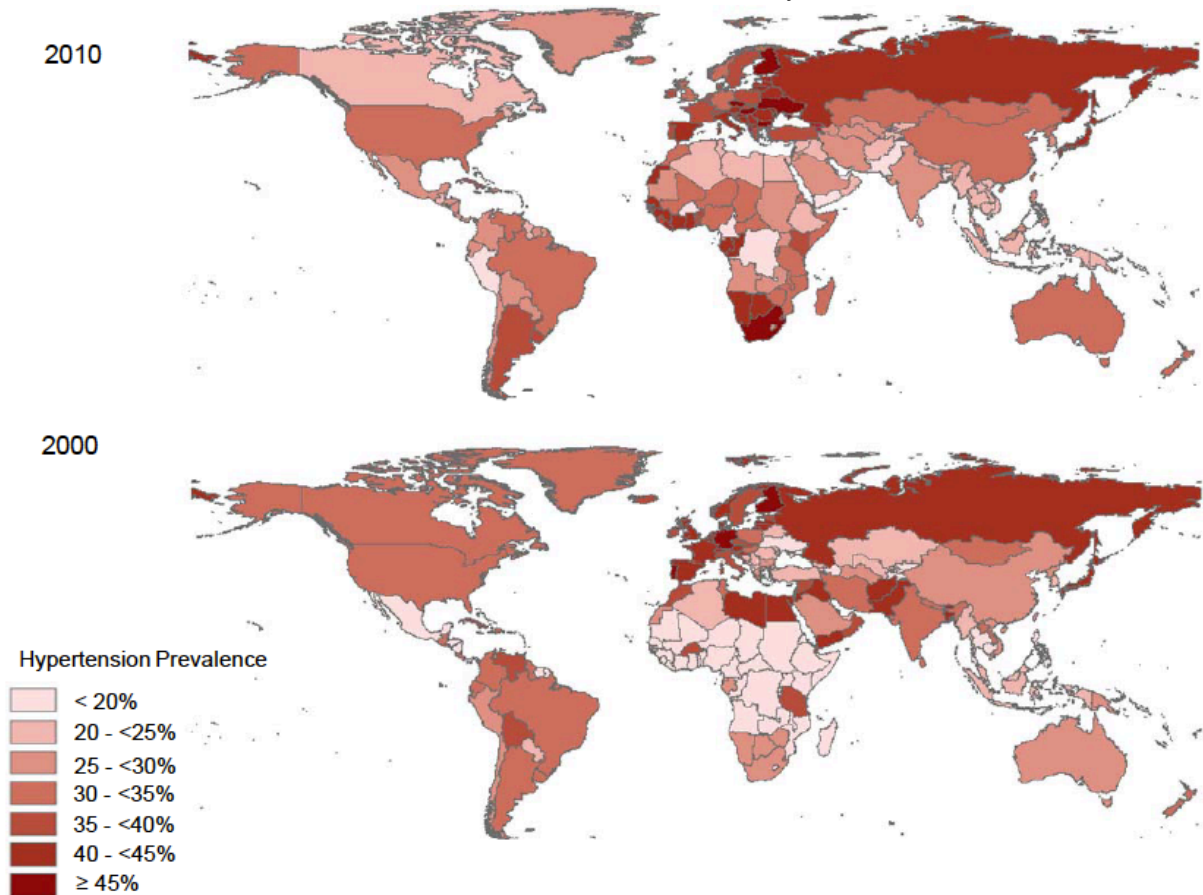 2010
2000
Hypertension Prevalence
< 20%
20 - <25%
25 - <30%
30 - <35%
35 - <40%
40 - <45%
≥ 45%